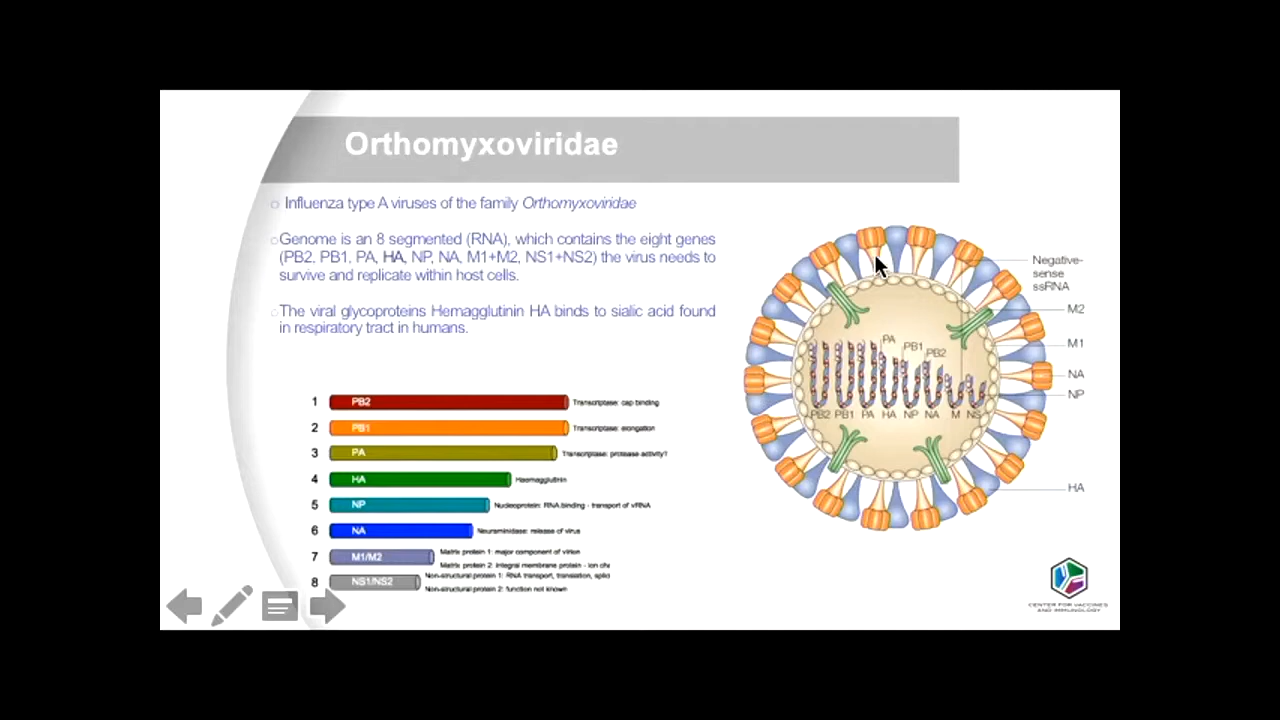 Orthomyxoviridae
Influenza type A viruses of the family Orthomyxoviridae
Genome is an 8 segmented (RNA), which contains the eight genes
(PB2. PB1, PA, HA, NP, NA, M1+M2, NS1+NS2) the virus needs to
survive and replicate within host cells.
The viral glycoproteins Hemagglutinin HA binds to sialic acid found
in respiratory tract in humans.
1 PB2 Transcriptase: cap binding
2 PB1 Transcriptase: elongation
3 PA Transcriptase: protease activity?
4 HA Haemagglutinin
5 NP Nucleoprotein: RNA binding - transport of vRNA
6 NA Neuraminidase: release of virus
7 M1/M2 Matrix protein 1: major component of virion
Matrix protein 2: integral membrane protein - ion cha
8 NS1/NS2 Non-structural protein 1: RNA transport, translation, splic
Non-structural protein 2: function not known
Negative-
sense
ssRNA
M2
M1
NA
NP
HA
PA
PB1
PB2
PB2 PB1 PA HA NP NA M NS
CENTER FOR VACCINES
AND IMMUNOLOGY